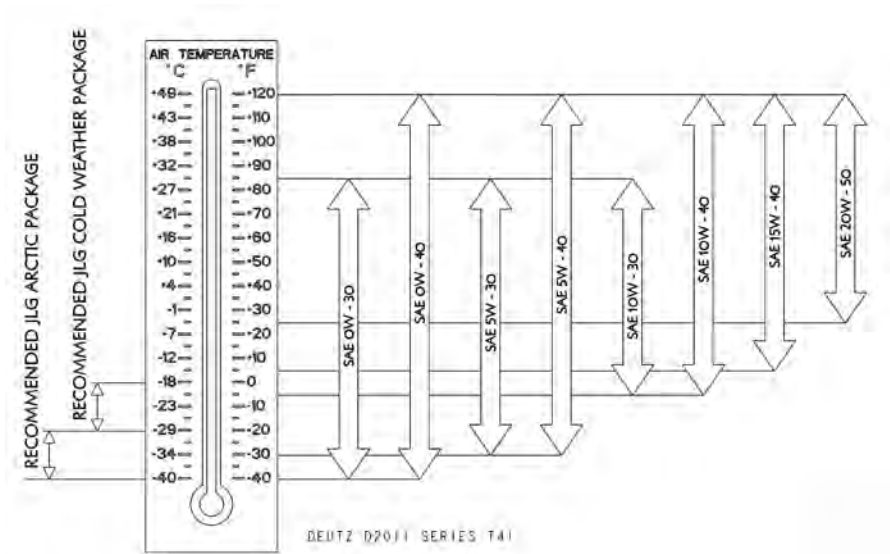 RECOMMENDED JLG ARCTIC PACKAGE
RECOMMENDED JLG COLD WEATHER PACKAGE
AIR TEMPERATURE
°C °F
+49 +120
+43 +110
+38 +100
+32 +90
+27 +80
+21 +70
+16 +60
+10 +50
+4 +40
-1 +30
-7 +20
-12 +10
-18 0
-23 -10
-29 -20
-34 -30
-40 -40
SAE 0W - 30
SAE 0W - 40
SAE 5W - 30
SAE 5W - 40
SAE 10W - 30
SAE 10W - 40
SAE 15W - 40
SAE 20W - 50
DEUTZ D2011 SERIES T4I